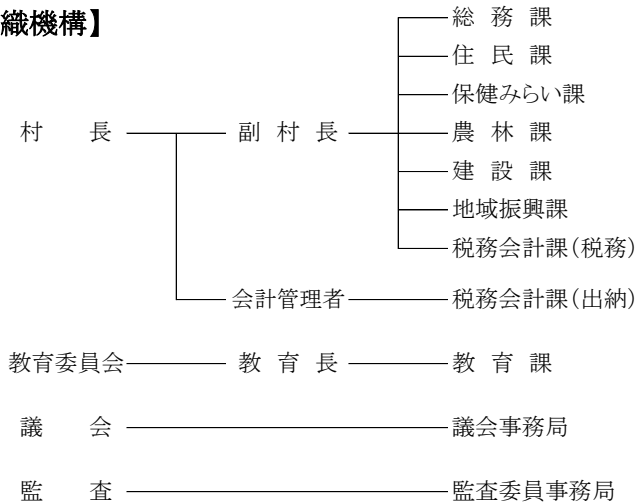 織機構】
総務課
住民課
保健みらい課
村長 副村長 農林課
建設課
地域振興課
税務会計課(税務)
会計管理者 税務会計課(出納)
教育委員会 教育長 教育課
議会 議会事務局
監査 監査委員事務局